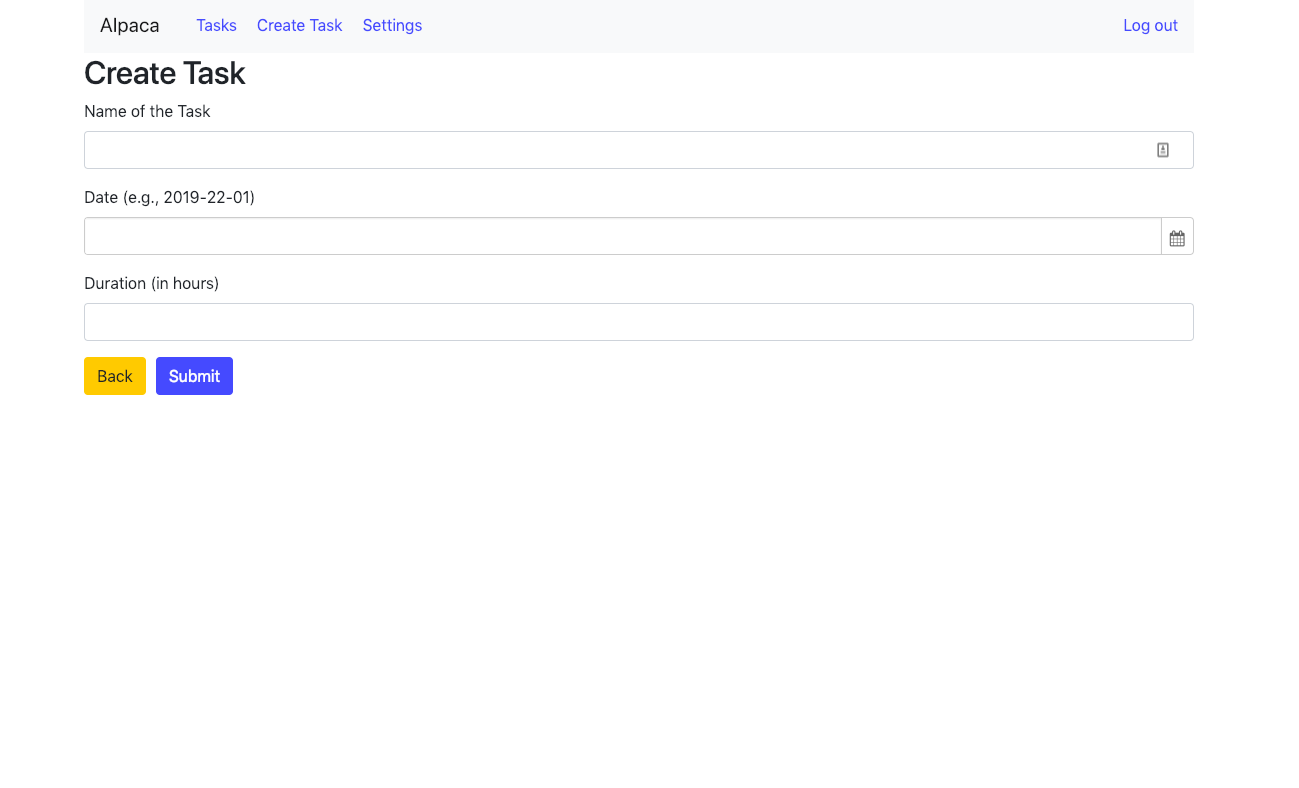 Alpaca Tasks Create Task Settings Log out
Create Task
Name of the Task
Date (e.g., 2019-22-01)
Duration (in hours)
Back Submit